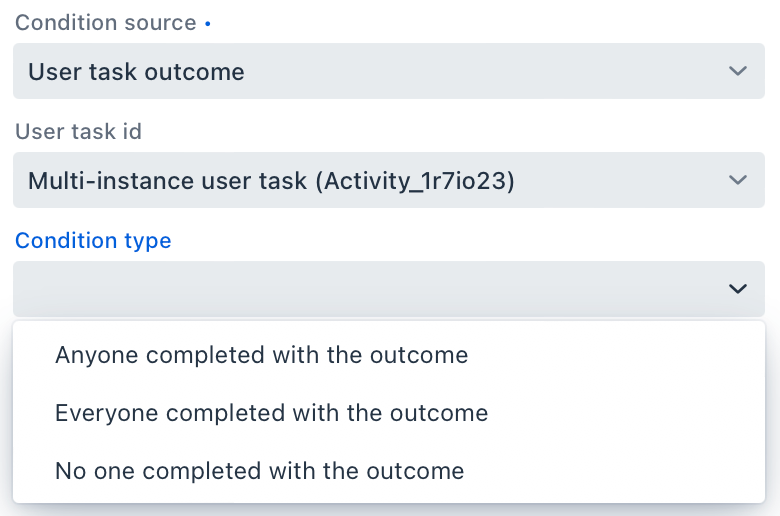 Condition source •
User task outcome
User task id
Multi-instance user task (Activity_1r7io23)
Condition type
Anyone completed with the outcome
Everyone completed with the outcome
No one completed with the outcome